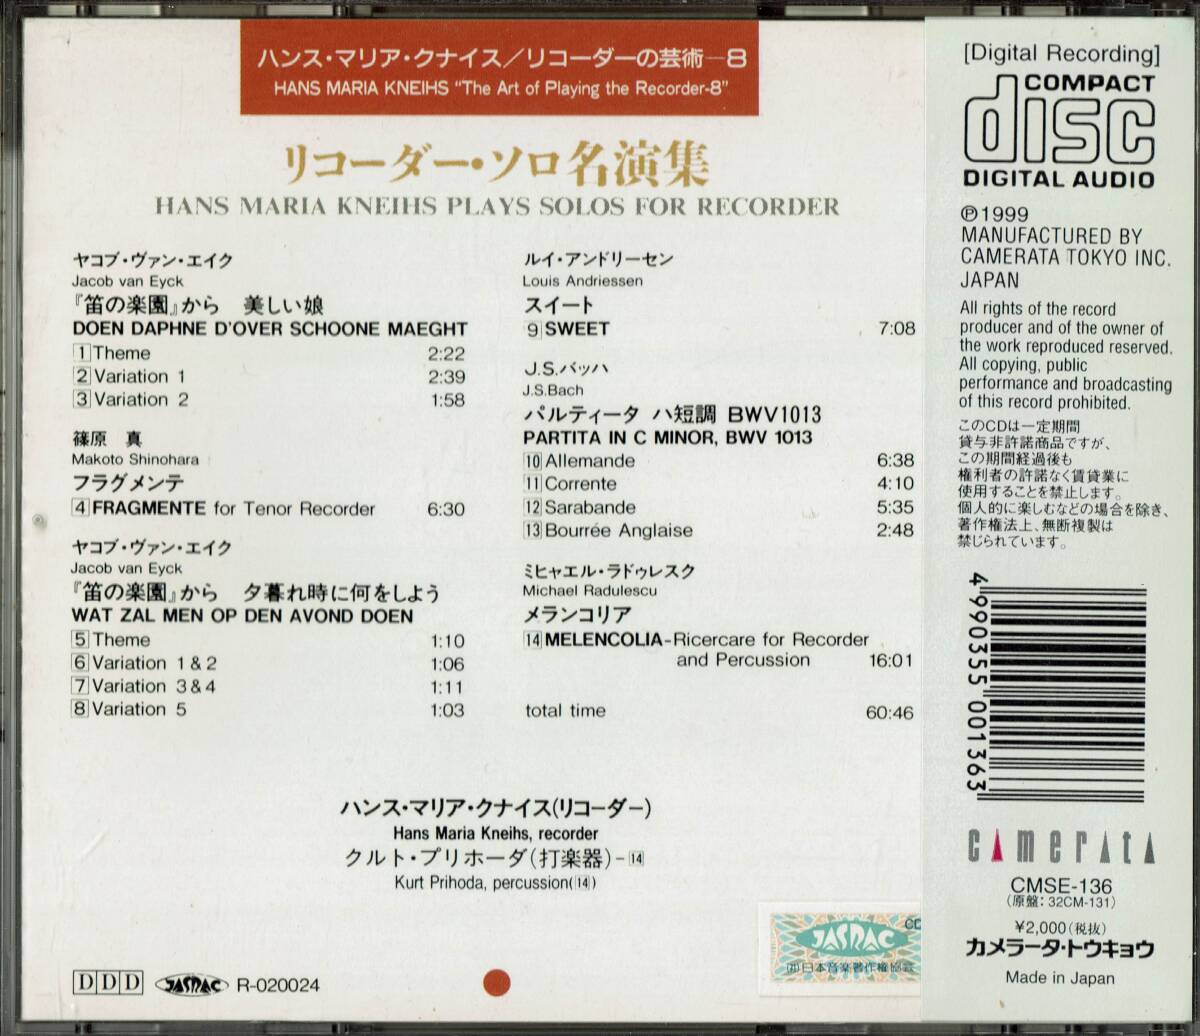 ハンス・マリア・クナイス／リコーダーの芸術―8
HANS MARIA KNEIHS “The Art of Playing the Recorder-8”
リコーダー・ソロ名演集
HANS MARIA KNEIHS PLAYS SOLOS FOR RECORDER
ヤコブ・ヴァン・エイク
Jacob van Eyck
『笛の楽園』から　美しい娘
DOEN DAPHNE D'OVER SCHOONE MAEGHT
1 Theme 2:22
2 Variation 1 2:39
3 Variation 2 1:58
篠原　真
Makoto Shinohara
フラグメンテ
4 FRAGMENTE for Tenor Recorder 6:30
ヤコブ・ヴァン・エイク
Jacob van Eyck
『笛の楽園』から　夕暮れ時に何をしよう
WAT ZAL MEN OP DEN AVOND DOEN
5 Theme 1:10
6 Variation 1 & 2 1:06
7 Variation 3 & 4 1:11
8 Variation 5 1:03
ルイ・アンドリーセン
Louis Andriessen
スイート
9 SWEET 7:08
J.S.バッハ
J.S.Bach
パルティータ ハ短調 BWV1013
PARTITA IN C MINOR, BWV 1013
10 Allemande 6:38
11 Corrente 4:10
12 Sarabande 5:35
13 Bourrée Anglaise 2:48
ミヒャエル・ラドゥレスク
Michael Radulescu
メランコリア
14 MELENCOLIA-Ricercare for Recorder
and Percussion 16:01
total time 60:46
ハンス・マリア・クナイス(リコーダー)
Hans Maria Kneihs, recorder
クルト・プリホーダ(打楽器)-14
Kurt Prihoda, percussion(14)
DDD JASRAC R-020024
JASRAC
CD
㈳日本音楽著作権協会
[Digital Recording]
COMPACT
disc
DIGITAL AUDIO
℗1999
MANUFACTURED BY
CAMERATA TOKYO INC.
JAPAN
All rights of the record
producer and of the owner of
the work reproduced reserved.
All copying, public
performance and broadcasting
of this record prohibited.
このCDは一定期間
貸与非許諾商品ですが、
この期間経過後も
権利者の許諾なく賃貸業に
使用することを禁止します。
個人的に楽しむなどの場合を除き、
著作権法上、無断複製は
禁じられています。
4 990355 001363
camerata
CMSE-136
(原盤：32CM-131)
¥2,000(税抜)
カメラータ・トウキョウ
Made in Japan